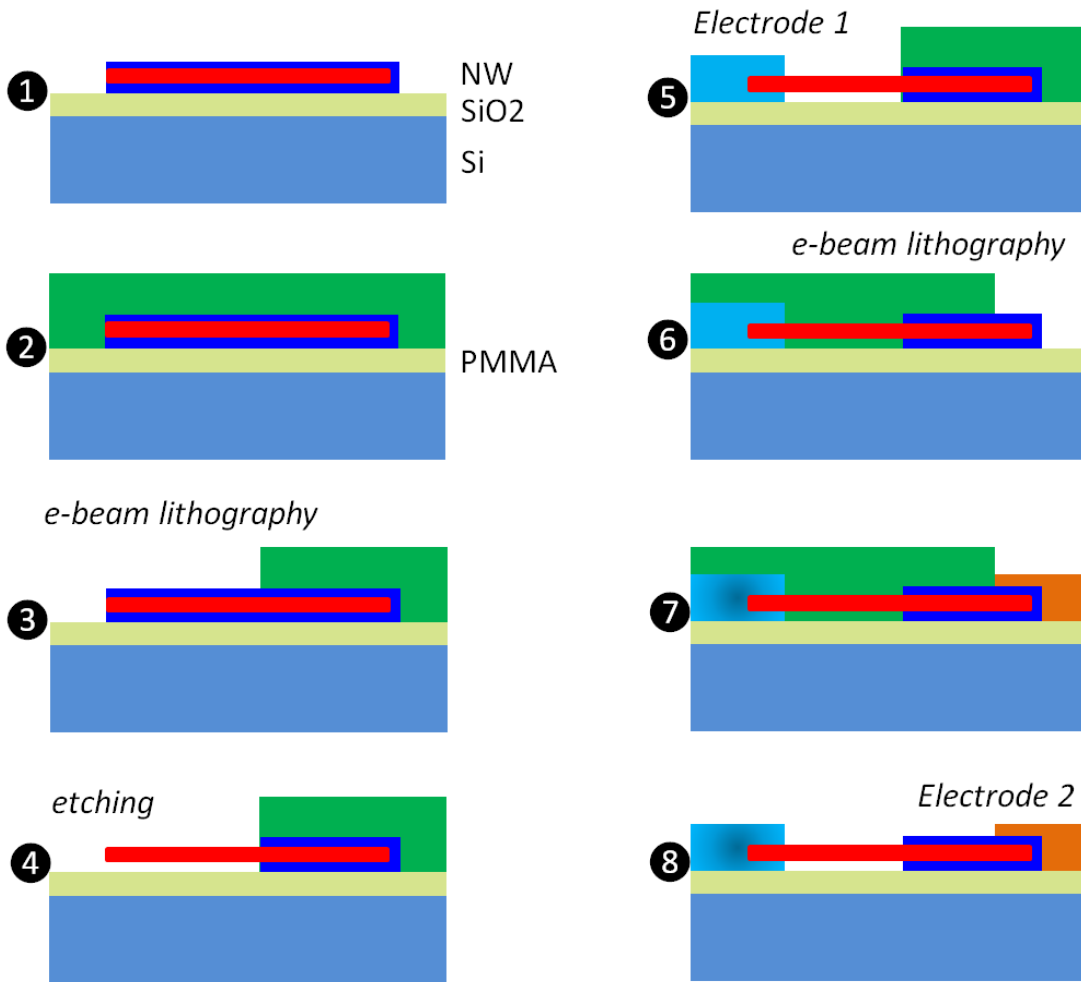 1
NW
SiO2
Si
2
PMMA
e-beam lithography
3
etching
4
Electrode 1
5
e-beam lithography
6
7
Electrode 2
8